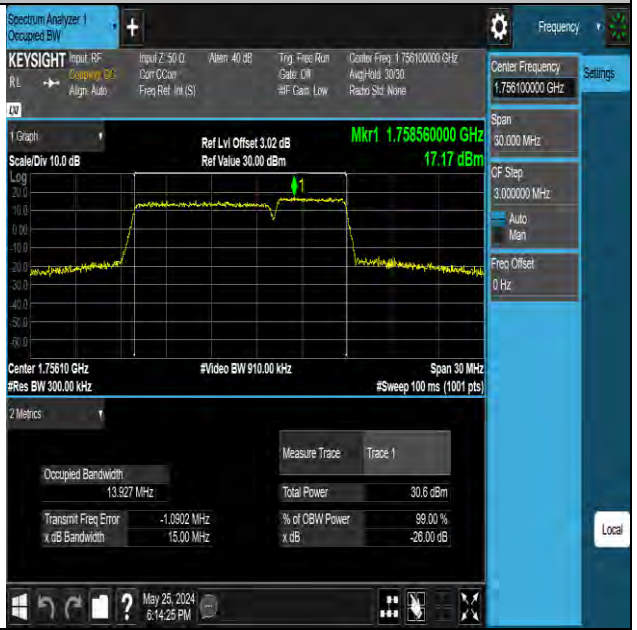 Spectrum Analyzer 1
Occupied BW
Frequency
KEYSIGHT Input: RF
Coupling: DC
Align: Auto
RL
Input Z: 50 Ω
Corr CCorr
Freq Ref: Int (S)
Atten: 40 dB
Trig: Free Run
Gate: Off
#IF Gain: Low
Center Freq: 1.756100000 GHz
Avg|Hold: 30/30
Radio Std: None
LXI
Center Frequency
1.756100000 GHz
Settings
Span
30.000 MHz
CF Step
3.000000 MHz
Auto
Man
Freq Offset
0 Hz
1 Graph
Ref Lvl Offset 3.02 dB
Mkr1 1.758560000 GHz
Scale/Div 10.0 dB
Ref Value 30.00 dBm
17.17 dBm
Log
20.0
10.0
0.00
-10.0
-20.0
-30.0
-40.0
-50.0
-60.0
1
Center 1.75610 GHz
#Video BW 910.00 kHz
Span 30 MHz
#Res BW 300.00 kHz
#Sweep 100 ms (1001 pts)
2 Metrics
Measure Trace
Trace 1
Occupied Bandwidth
13.927 MHz
Total Power
30.6 dBm
Transmit Freq Error
-1.0902 MHz
% of OBW Power
99.00 %
x dB Bandwidth
15.00 MHz
x dB
-26.00 dB
Local
May 25, 2024
6:14:25 PM